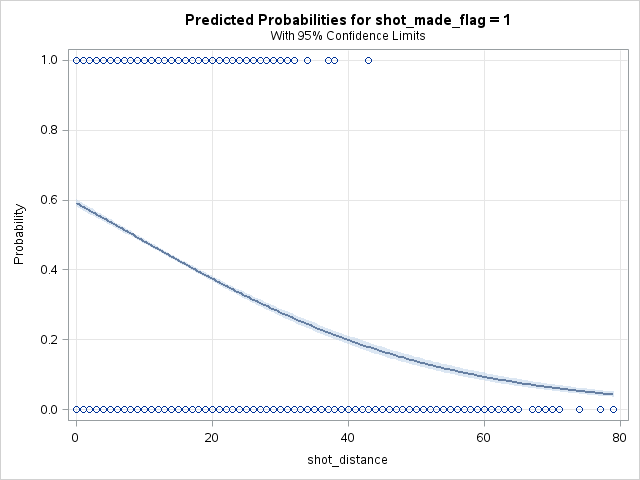 Predicted Probabilities for shot_made_flag = 1
With 95% Confidence Limits
1.0
0.8
0.6
0.4
0.2
0.0
Probability
0 20 40 60 80
shot_distance